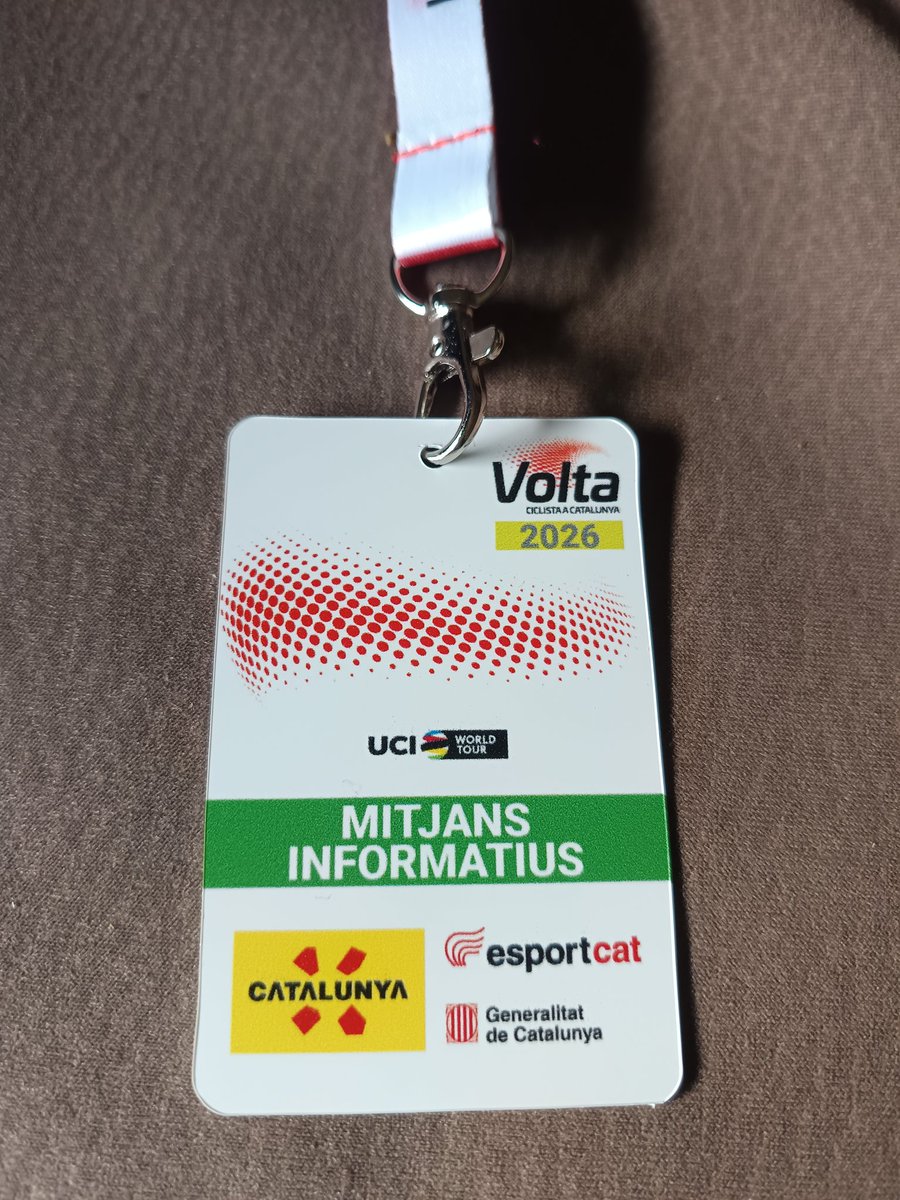 Volta
CICLISTA A CATALUNYA
2026
UCI WORLD
TOUR
MITJANS
INFORMATIUS
CATALUNYA
esportcat
Generalitat
de Catalunya